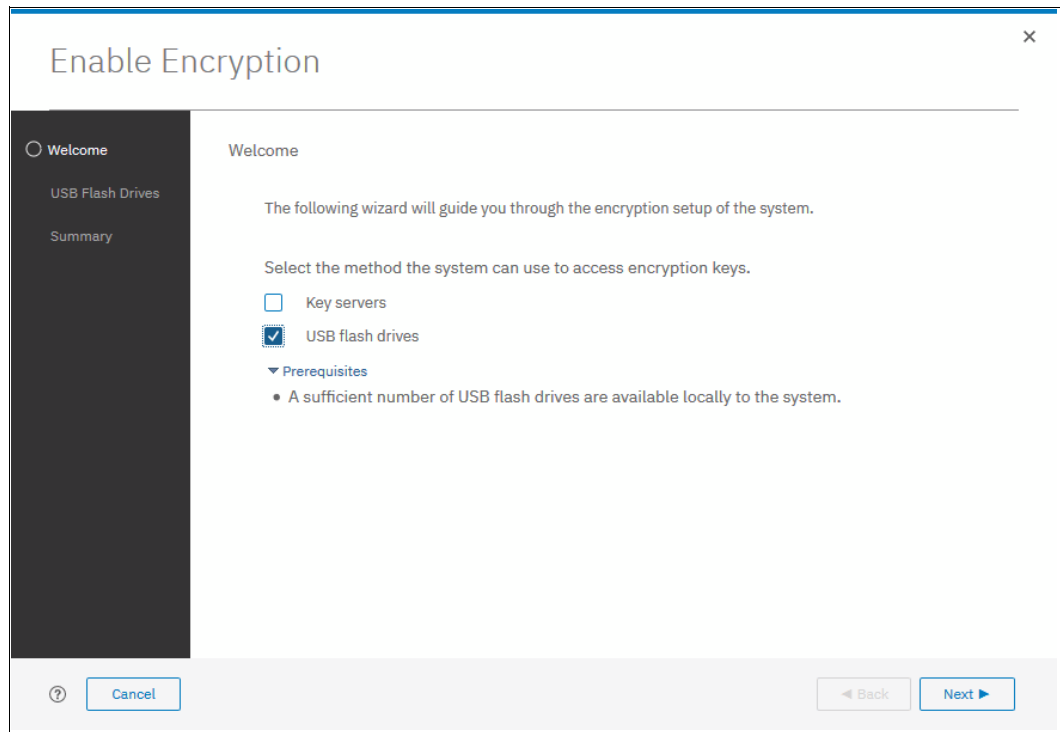 Enable Encryption
×
Welcome
USB Flash Drives
Summary
Welcome
The following wizard will guide you through the encryption setup of the system.
Select the method the system can use to access encryption keys.
Key servers
USB flash drives
Prerequisites
• A sufficient number of USB flash drives are available locally to the system.
? Cancel
Back
Next